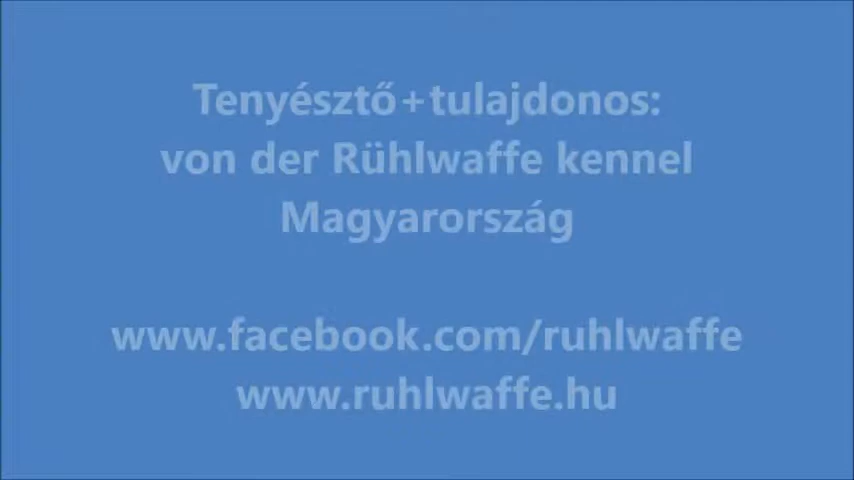 Tenyésztő+tulajdonos:
von der Rühlwaffe kennel
Magyarország
www.facebook.com/ruhlwaffe
www.ruhlwaffe.hu